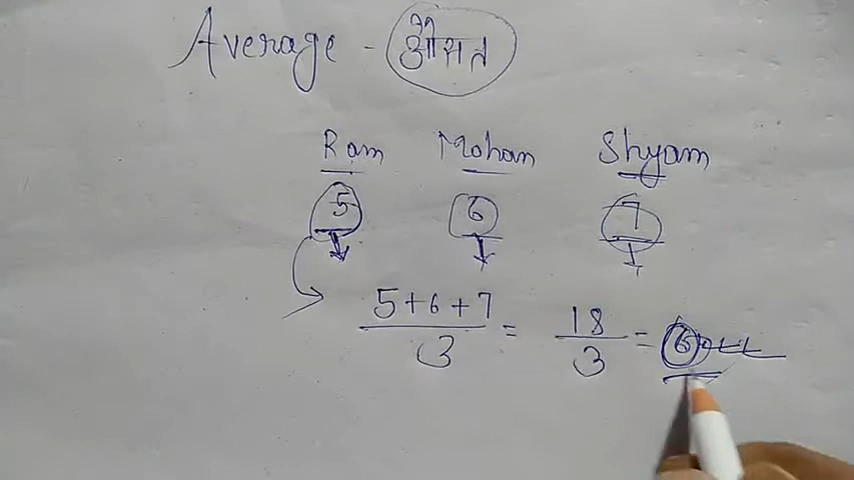 Average - औसत
Ram Mohan Shyam
5 6 7
5+6+7 / 3 = 18 / 3 = 6